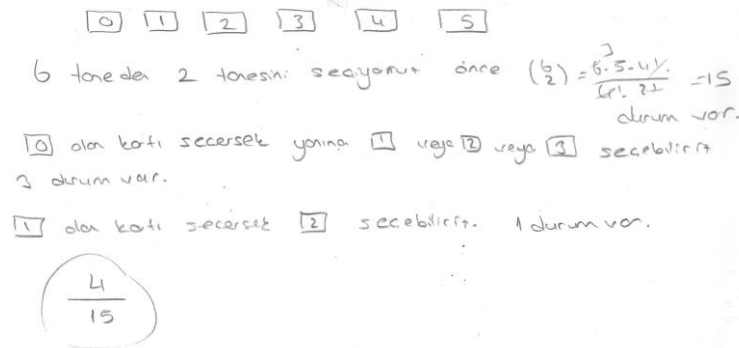 0 1 2 3 4 5
6 taneden 2 tanesini seçiyoruz önce (6 2) = 6.5.4! / 4! 2! = 15
3
durum var.
0 olan kartı seçersek yanına 1 veya 2 veya 3 seçebiliriz
3 durum var.
1 olan kartı seçersek 2 seçebiliriz. 1 durum var.
4
15